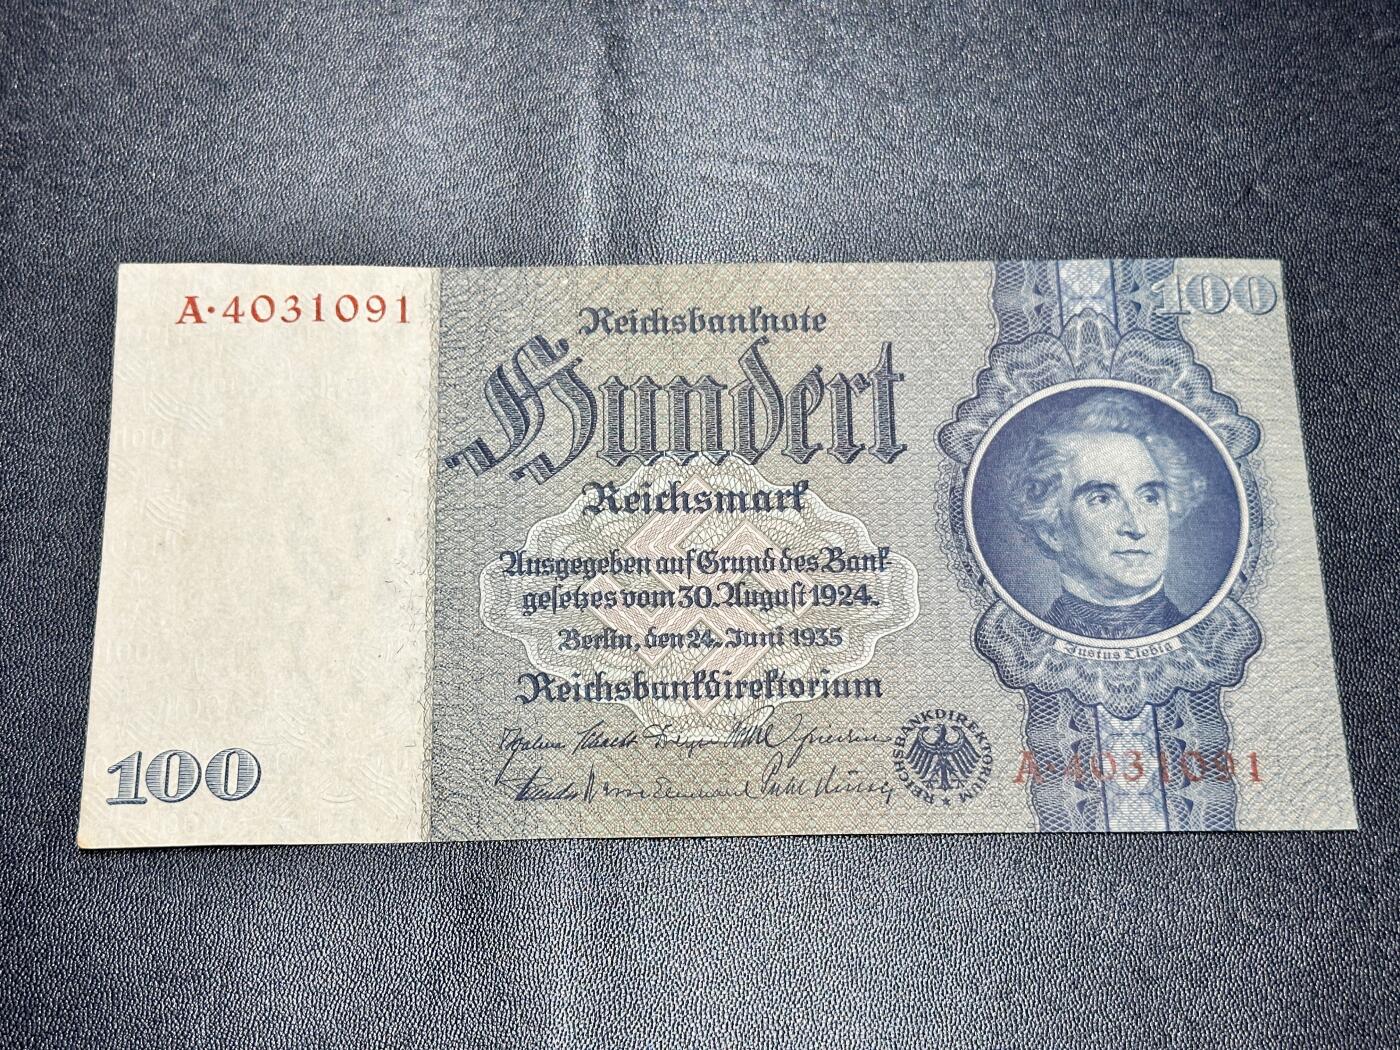 A·4031091
100
Reichsbanknote
Hundert
Reichsmark
Ausgegeben auf Grund des Bank-
gesetzes vom 30. August 1924.
Berlin, den 24. Juni 1935
Reichsbankdirektorium
REICHSBANKDIREKTORIUM
Justus Liebig
100
A·4031091